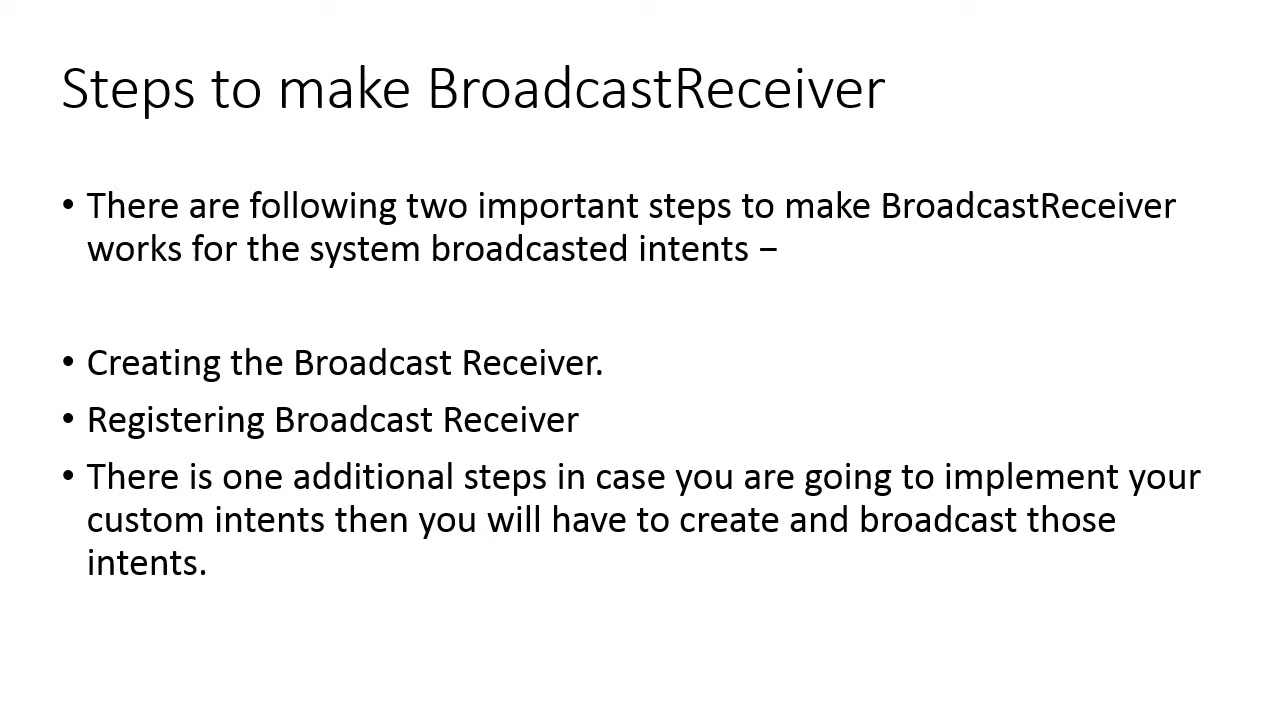 Steps to make BroadcastReceiver
• There are following two important steps to make BroadcastReceiver
works for the system broadcasted intents −
• Creating the Broadcast Receiver.
• Registering Broadcast Receiver
• There is one additional steps in case you are going to implement your
custom intents then you will have to create and broadcast those
intents.